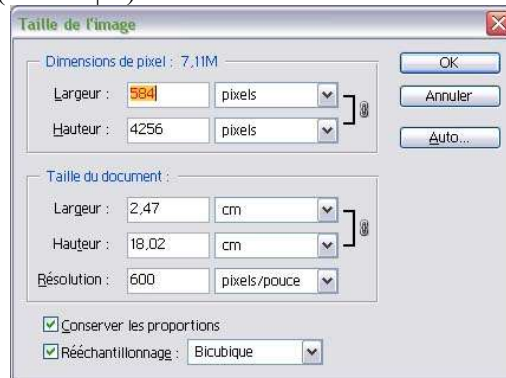 Taille de l'image
Dimensions de pixel : 7,11M
Largeur : 584 pixels
Hauteur : 4256 pixels
OK
Annuler
Auto...
Taille du document :
Largeur : 2,47 cm
Hauteur : 18,02 cm
Résolution : 600 pixels/pouce
Conserver les proportions
Rééchantillonnage : Bicubique